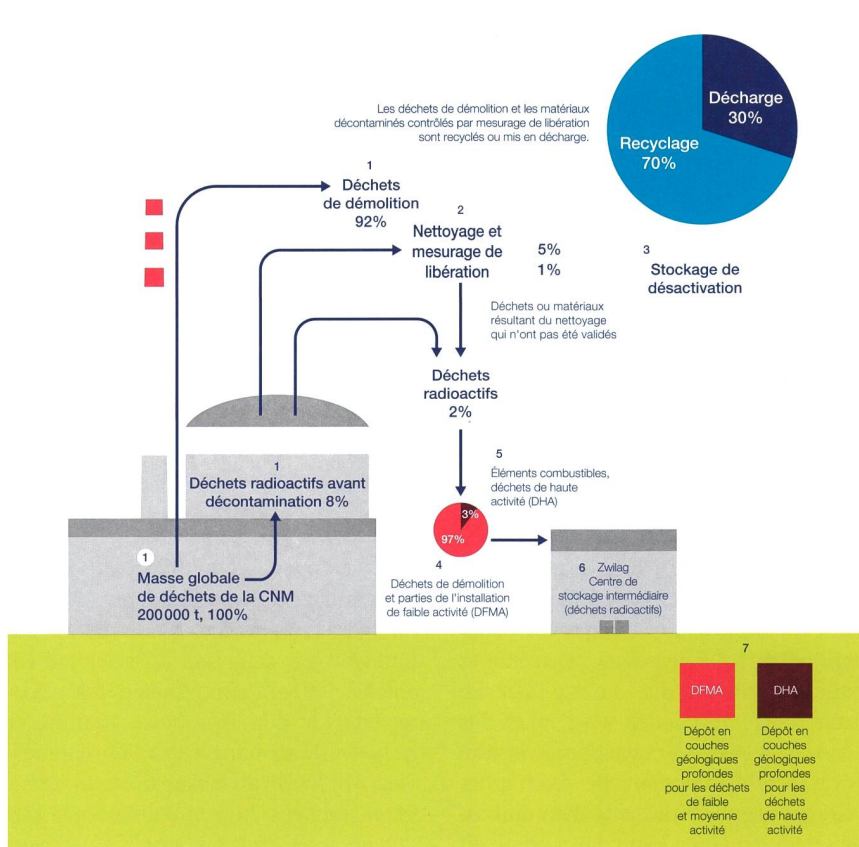 Décharge
30%
Recyclage
70%
Les déchets de démolition et les matériaux
décontaminés contrôlés par mesurage de libération
sont recyclés ou mis en décharge.
1
Déchets
de démolition
92%
2
Nettoyage et
mesurage de
libération
5%
1%
3
Stockage de
désactivation
Déchets ou matériaux
résultant du nettoyage
qui n'ont pas été validés
Déchets
radioactifs
2%
1
Déchets radioactifs avant
décontamination 8%
5
Éléments combustibles,
déchets de haute
activité (DHA)
3%
97%
4
Déchets de démolition
et parties de l'installation
de faible activité (DFMA)
1
Masse globale
de déchets de la CNM
200 000 t, 100%
6 Zwilag
Centre de
stockage intermédiaire
(déchets radioactifs)
7
DFMA
Dépôt en
couches
géologiques
profondes
pour les déchets
de faible
et moyenne
activité
DHA
Dépôt en
couches
géologiques
profondes
pour les
déchets
de haute
activité